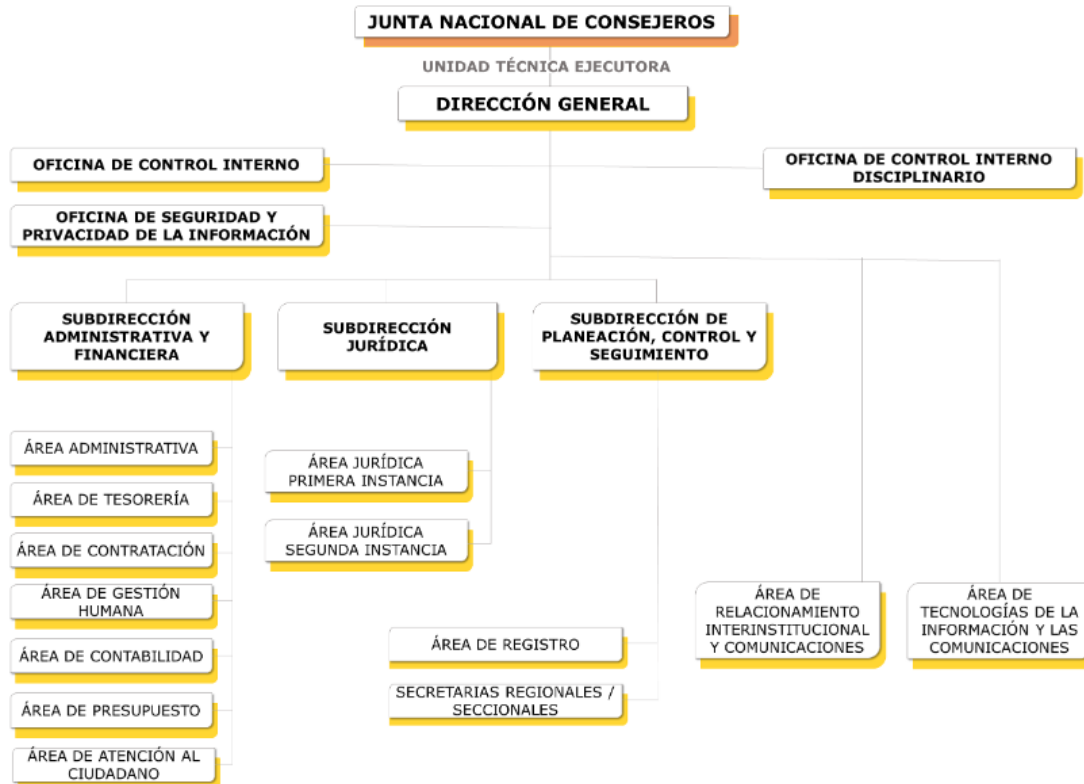 JUNTA NACIONAL DE CONSEJEROS
UNIDAD TÉCNICA EJECUTORA
DIRECCIÓN GENERAL
OFICINA DE CONTROL INTERNO
OFICINA DE CONTROL INTERNO
DISCIPLINARIO
OFICINA DE SEGURIDAD Y
PRIVACIDAD DE LA INFORMACIÓN
SUBDIRECCIÓN
ADMINISTRATIVA Y
FINANCIERA
SUBDIRECCIÓN
JURÍDICA
SUBDIRECCIÓN DE
PLANEACIÓN, CONTROL Y
SEGUIMIENTO
ÁREA ADMINISTRATIVA
ÁREA DE TESORERÍA
ÁREA DE CONTRATACIÓN
ÁREA DE GESTIÓN
HUMANA
ÁREA DE CONTABILIDAD
ÁREA DE PRESUPUESTO
ÁREA DE ATENCIÓN AL
CIUDADANO
ÁREA JURÍDICA
PRIMERA INSTANCIA
ÁREA JURÍDICA
SEGUNDA INSTANCIA
ÁREA DE REGISTRO
SECRETARIAS REGIONALES /
SECCIONALES
ÁREA DE
RELACIONAMIENTO
INTERINSTITUCIONAL
Y COMUNICACIONES
ÁREA DE
TECNOLOGÍAS DE LA
INFORMACIÓN Y LAS
COMUNICACIONES